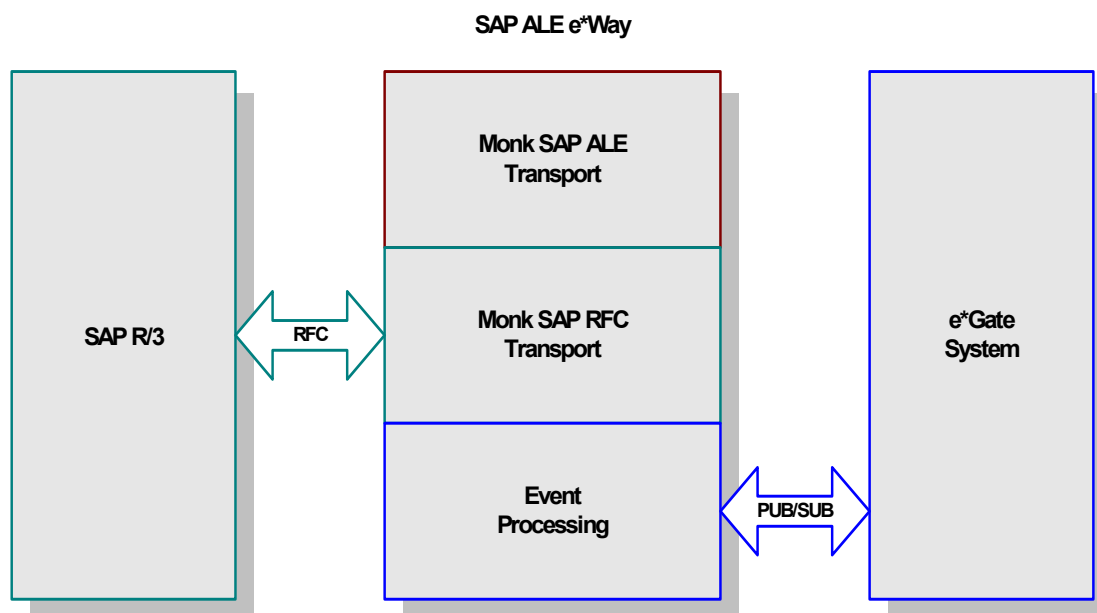 SAP ALE e*Way
Monk SAP ALE
Transport
SAP R/3
RFC
Monk SAP RFC
Transport
e*Gate
System
Event
Processing
PUB/SUB